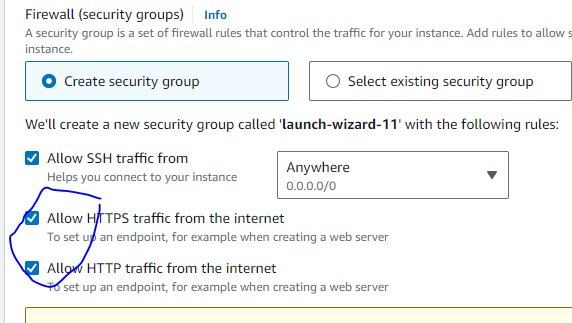 Firewall (security groups) Info
A security group is a set of firewall rules that control the traffic for your instance. Add rules to allow
instance.
Create security group
Select existing security group
We'll create a new security group called 'launch-wizard-11' with the following rules:
Allow SSH traffic from
Helps you connect to your instance
Anywhere
0.0.0.0/0
Allow HTTPS traffic from the internet
To set up an endpoint, for example when creating a web server
Allow HTTP traffic from the internet
To set up an endpoint, for example when creating a web server